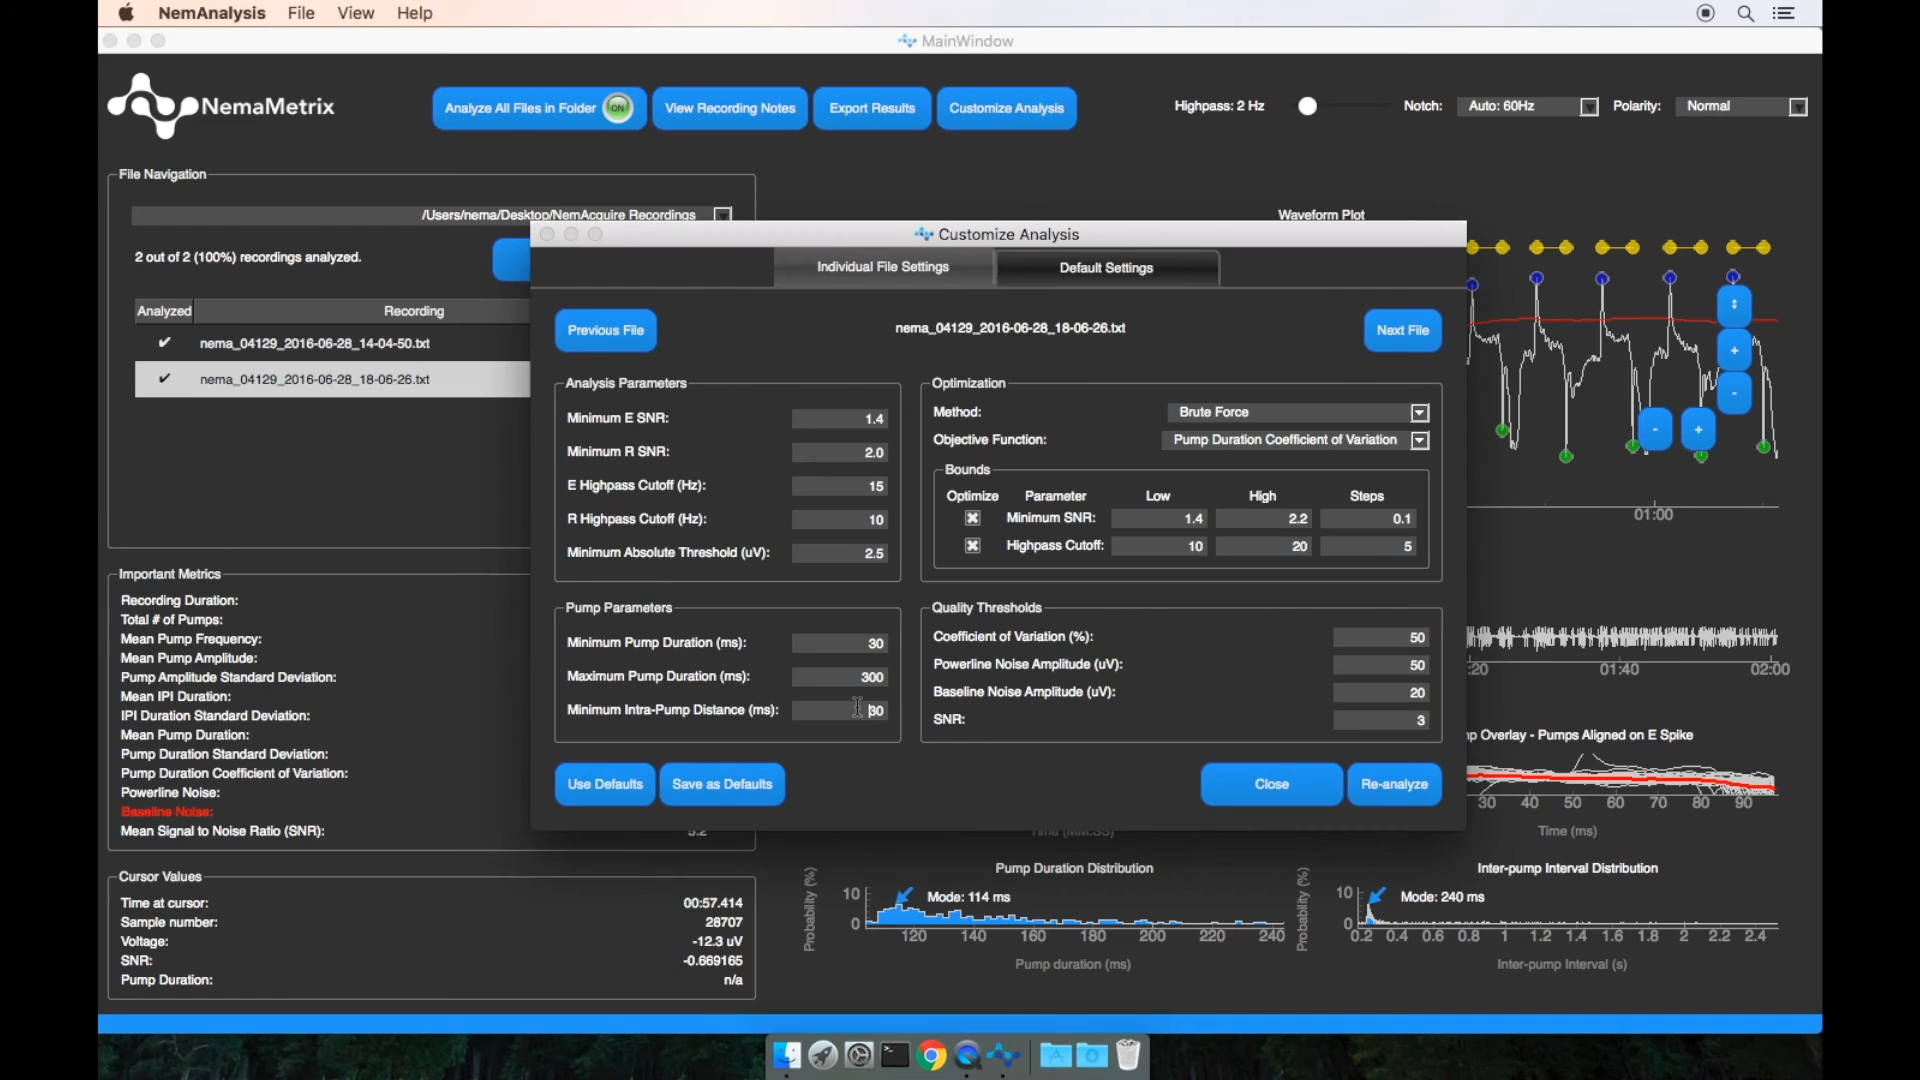 NemAnalysis File View Help
MainWindow
NemaMetrix
Analyze All Files in Folder ON View Recording Notes Export Results Customize Analysis Highpass: 2 Hz Notch: Auto: 60Hz Polarity: Normal
File Navigation
/Users/nema/Desktop/NemAcquire Recordings
2 out of 2 (100%) recordings analyzed.
Analyzed Recording
✔ nema_04129_2016-06-28_14-04-50.txt
✔ nema_04129_2016-06-28_18-06-26.txt
Important Metrics
Recording Duration:
Total # of Pumps:
Mean Pump Frequency:
Mean Pump Amplitude:
Pump Amplitude Standard Deviation:
Mean IPI Duration:
IPI Duration Standard Deviation:
Mean Pump Duration:
Pump Duration Standard Deviation:
Pump Duration Coefficient of Variation:
Powerline Noise:
Baseline Noise:
Mean Signal to Noise Ratio (SNR):
Cursor Values
Time at cursor: 00:57.414
Sample number: 28707
Voltage: -12.3 uV
SNR: -0.669165
Pump Duration: n/a
Customize Analysis
Individual File Settings Default Settings
Previous File nema_04129_2016-06-28_18-06-26.txt Next File
Analysis Parameters
Minimum E SNR: 1.4
Minimum R SNR: 2.0
E Highpass Cutoff (Hz): 15
R Highpass Cutoff (Hz): 10
Minimum Absolute Threshold (uV): 2.5
Optimization
Method: Brute Force
Objective Function: Pump Duration Coefficient of Variation
Bounds
Optimize Parameter Low High Steps
Minimum SNR: 1.4 2.2 0.1
Highpass Cutoff: 10 20 5
Pump Parameters
Minimum Pump Duration (ms): 30
Maximum Pump Duration (ms): 300
Minimum Intra-Pump Distance (ms): 30
Quality Thresholds
Coefficient of Variation (%): 50
Powerline Noise Amplitude (uV): 50
Baseline Noise Amplitude (uV): 20
SNR: 3
Use Defaults Save as Defaults Close Re-analyze
Waveform Plot
+
-
- +
01:00
:20 01:40 02:00
Overlay - Pumps Aligned on E Spike
30 40 50 60 70 80 90
Time (ms)
Pump Duration Distribution
Probability (%)
10
0
Mode: 114 ms
120 140 160 180 200 220 240
Pump duration (ms)
Inter-pump Interval Distribution
Probability (%)
10
0
Mode: 240 ms
0.2 0.4 0.6 0.8 1 1.2 1.4 1.6 1.8 2 2.2 2.4
Inter-pump Interval (s)